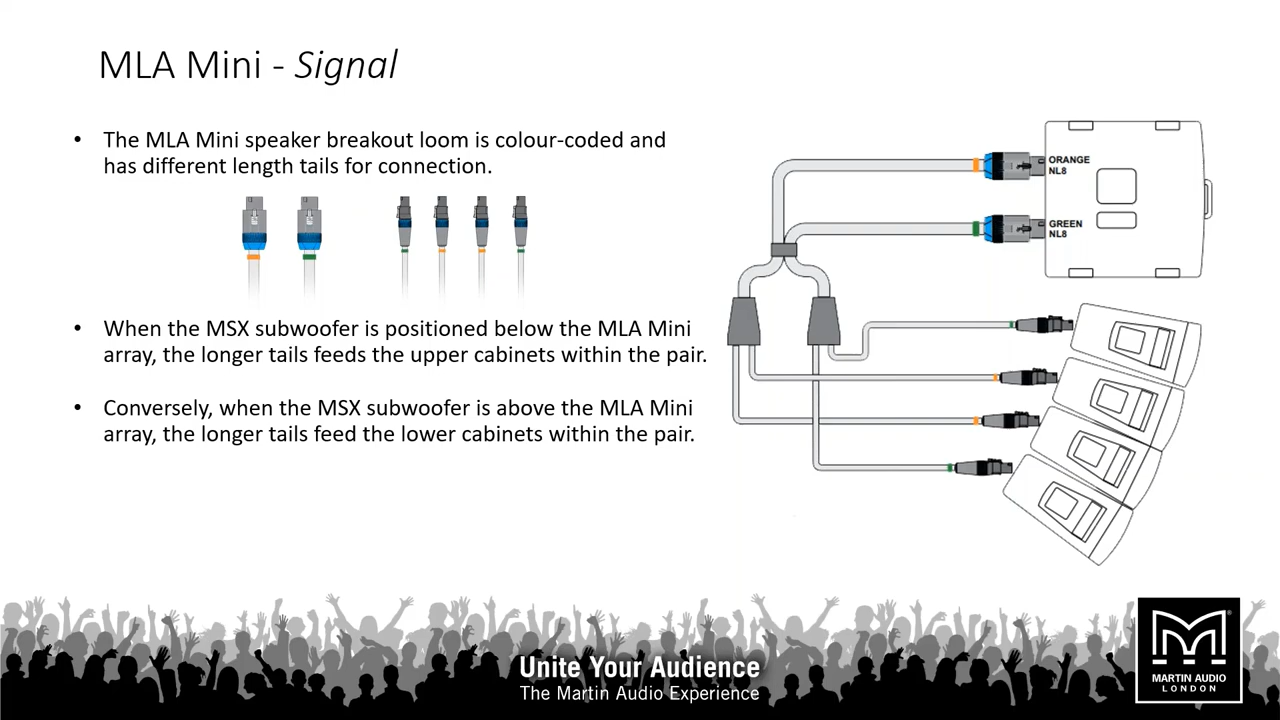 MLA Mini - Signal
• The MLA Mini speaker breakout loom is colour-coded and
has different length tails for connection.
ORANGE
NL8
GREEN
NL8
• When the MSX subwoofer is positioned below the MLA Mini
array, the longer tails feeds the upper cabinets within the pair.
• Conversely, when the MSX subwoofer is above the MLA Mini
array, the longer tails feed the lower cabinets within the pair.
Unite Your Audience
The Martin Audio Experience
®
MARTIN AUDIO
LONDON